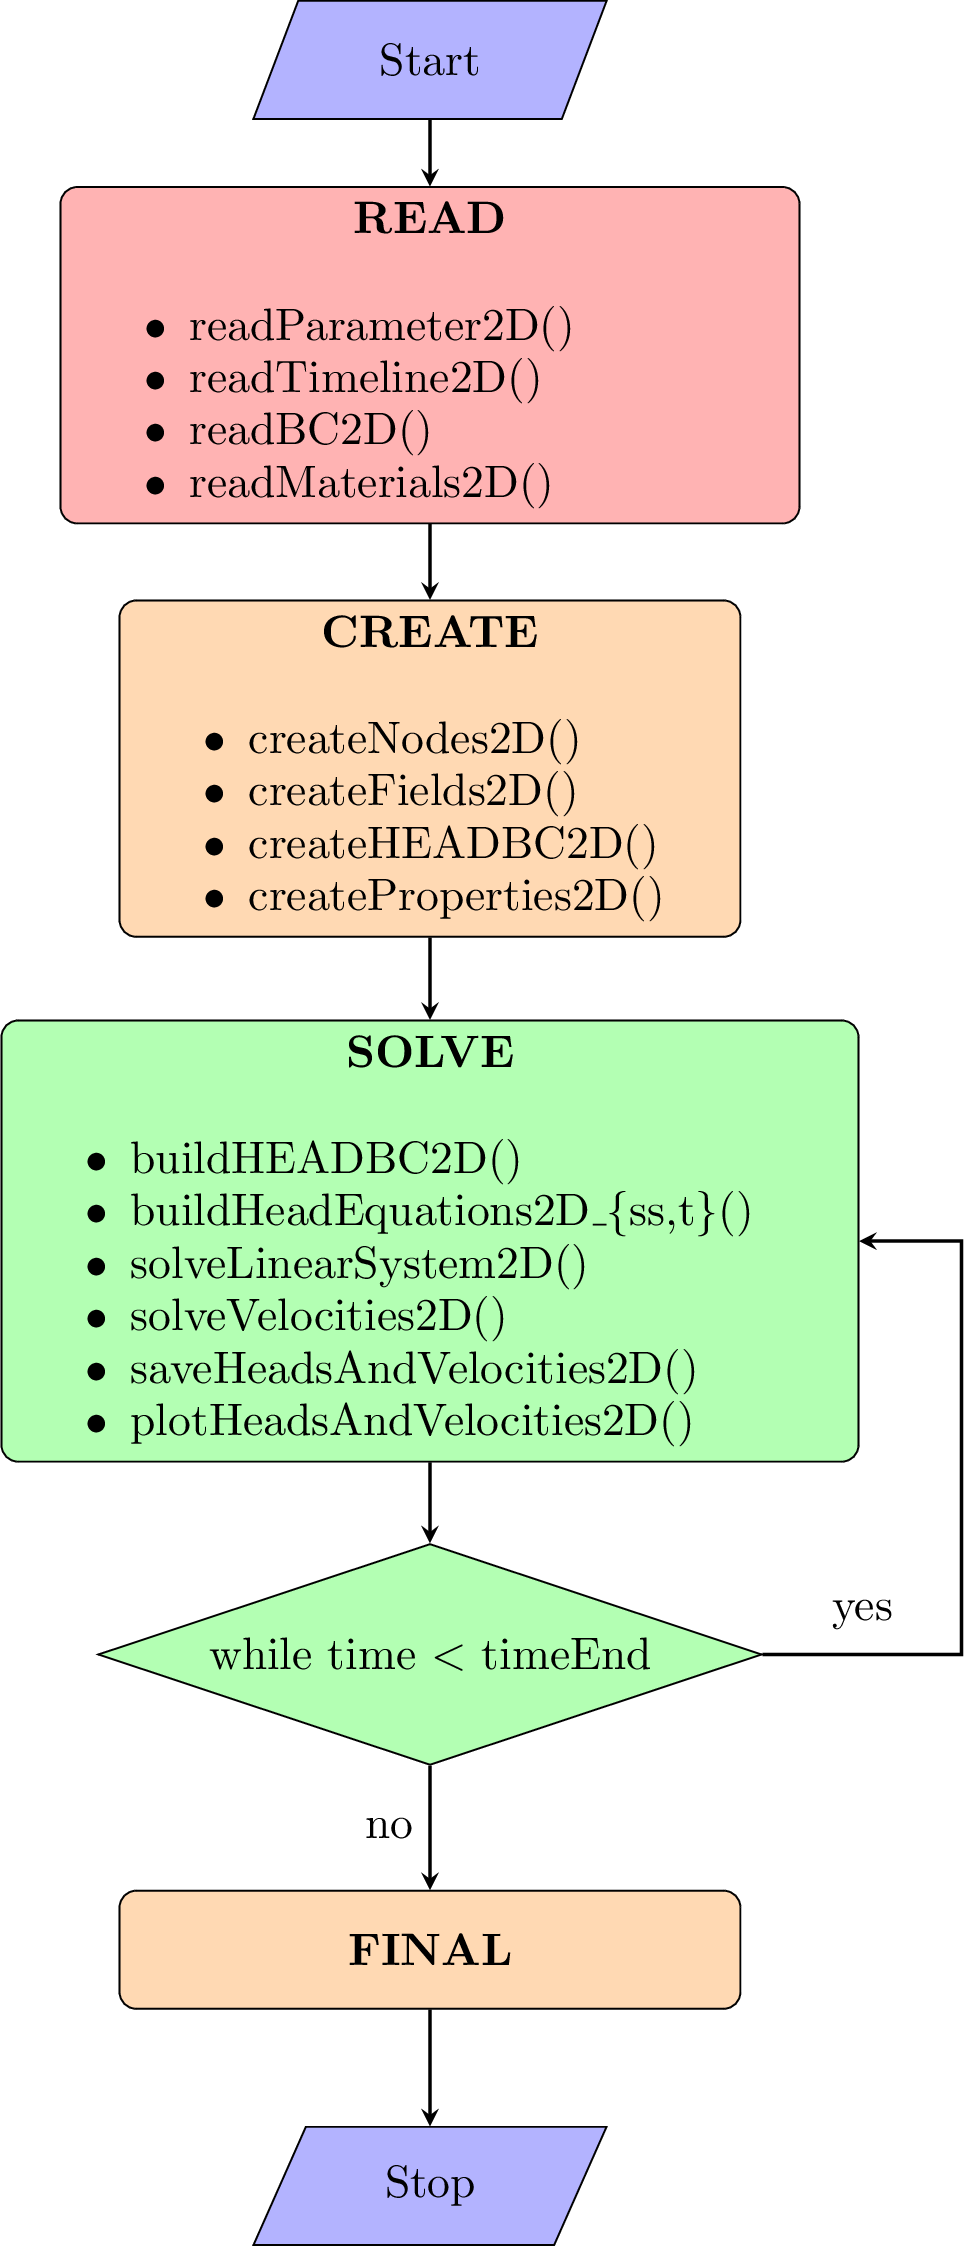 Start
READ
• readParameter2D()
• readTimeline2D()
• readBC2D()
• readMaterials2D()
CREATE
• createNodes2D()
• createFields2D()
• createHEADBC2D()
• createProperties2D()
SOLVE
• buildHEADBC2D()
• buildHeadEquations2D_{ss,t}()
• solveLinearSystem2D()
• solveVelocities2D()
• saveHeadsAndVelocities2D()
• plotHeadsAndVelocities2D()
yes
while time < timeEnd
no
FINAL
Stop